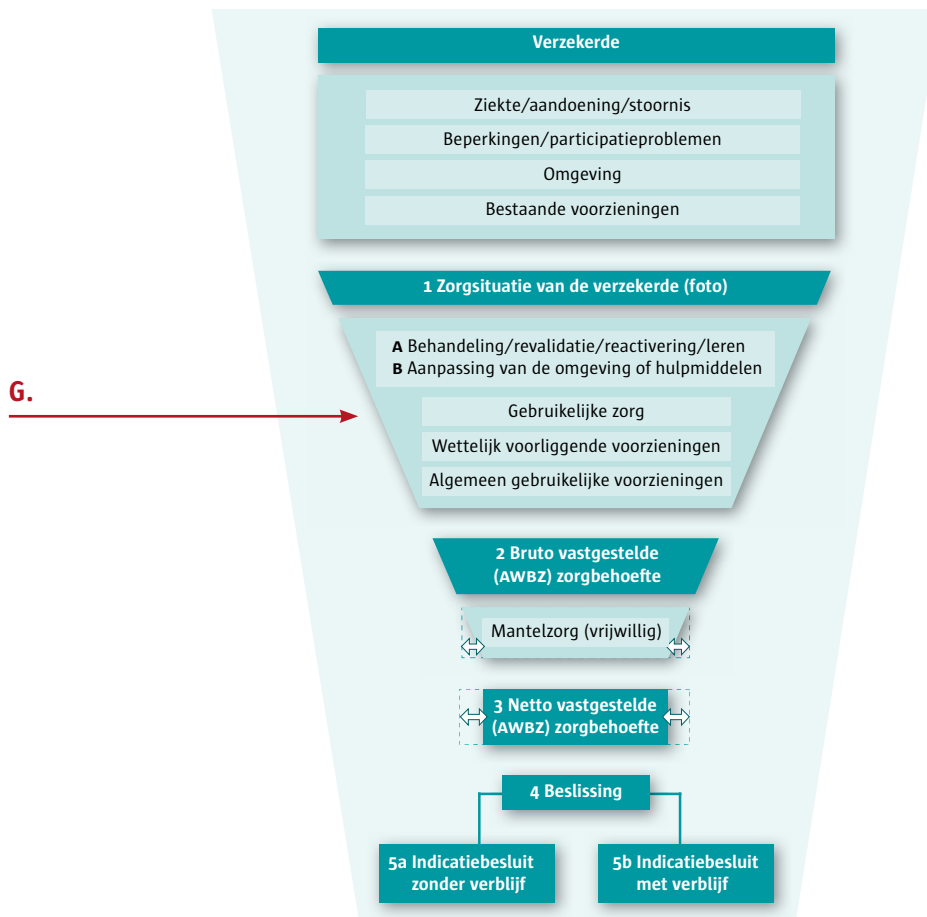 Verzekerde
Ziekte/aandoening/stoornis
Beperkingen/participatieproblemen
Omgeving
Bestaande voorzieningen
1 Zorgsituatie van de verzekerde (foto)
A Behandeling/revalidatie/reactivering/leren
B Aanpassing van de omgeving of hulpmiddelen
G.
Gebruikelijke zorg
Wettelijk voorliggende voorzieningen
Algemeen gebruikelijke voorzieningen
2 Bruto vastgestelde
(AWBZ) zorgbehoefte
Mantelzorg (vrijwillig)
3 Netto vastgestelde
(AWBZ) zorgbehoefte
4 Beslissing
5a Indicatiebesluit
zonder verblijf
5b Indicatiebesluit
met verblijf